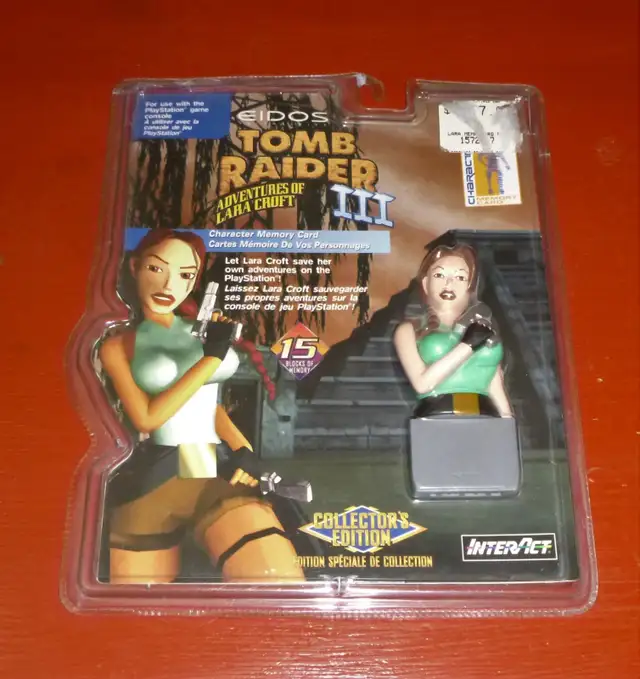 For use with the
PlayStation® game
console
À utiliser avec la
console de jeu
PlayStation®
EIDOS
TOMB
RAIDER
III
ADVENTURES OF
LARA CROFT
Character Memory Card
Cartes Mémoire De Vos Personnages
Let Lara Croft save her
own adventures on the
PlayStation®!
Laissez Lara Croft sauvegarder
ses propres aventures sur la
console de jeu PlayStation®!
15
BLOCKS OF
MEMORY
COLLECTOR'S
EDITION
ÉDITION SPÉCIALE DE COLLECTION
INTERACT
CHARACTER
MEMORY
CARD